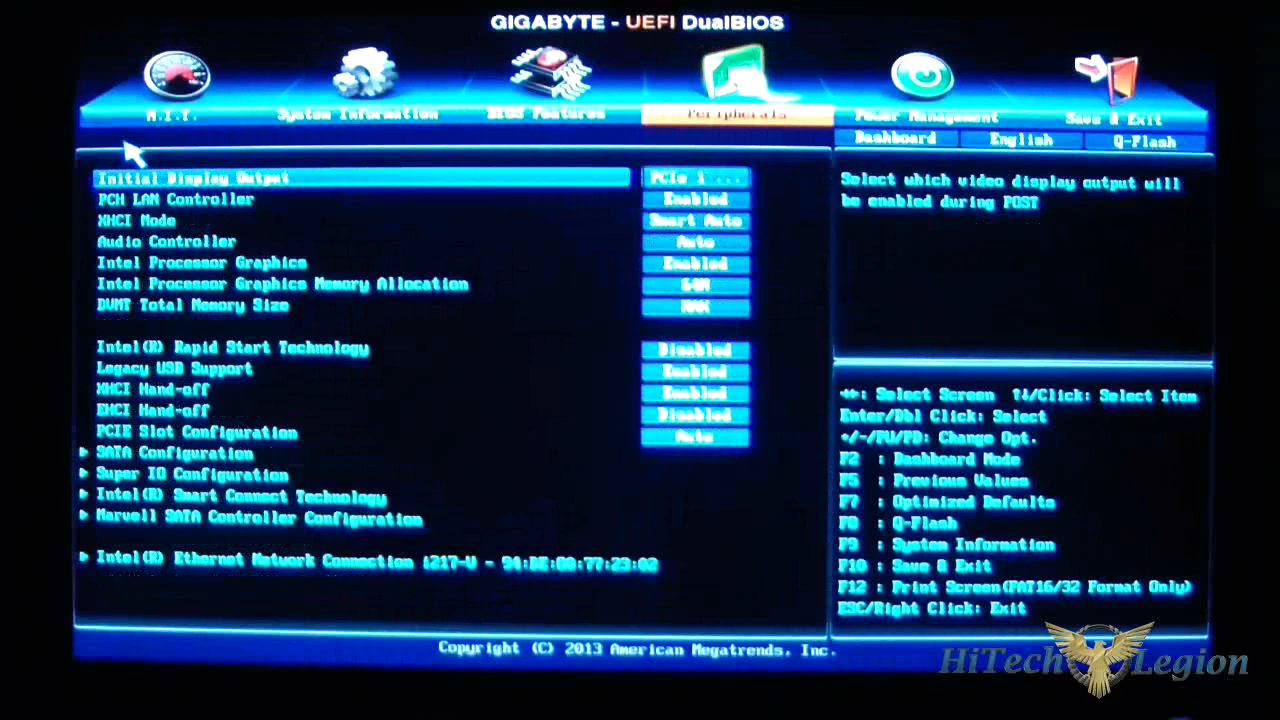 GIGABYTE - UEFI DualBIOS
M.I.T. System Information BIOS Features Peripherals Power Management Save & Exit
Dashboard English Q-Flash
Initial Display Output PCIe 1 ...
PCH LAN Controller Enabled
XHCI Mode Smart Auto
Audio Controller Auto
Intel Processor Graphics Enabled
Intel Processor Graphics Memory Allocation 64M
DVMT Total Memory Size MAX
Intel(R) Rapid Start Technology Disabled
Legacy USB Support Enabled
XHCI Hand-off Enabled
EHCI Hand-off Disabled
PCIE Slot Configuration Auto
SATA Configuration
Super IO Configuration
Intel(R) Smart Connect Technology
Marvell SATA Controller Configuration
Intel(R) Ethernet Network Connection i217-V -
Select which video display output will
be enabled during POST
: Select Screen ↑↓/Click: Select Item
Enter/Dbl Click: Select
+/-/PU/PD: Change Opt.
F2 : Dashboard Mode
F5 : Previous Values
F7 : Optimized Defaults
F8 : Q-Flash
F9 : System Information
F10 : Save & Exit
F12 : Print Screen(FAT16/32 Format Only)
ESC/Right Click: Exit
Copyright (C) 2013 American Megatrends, Inc.
HiTech Legion